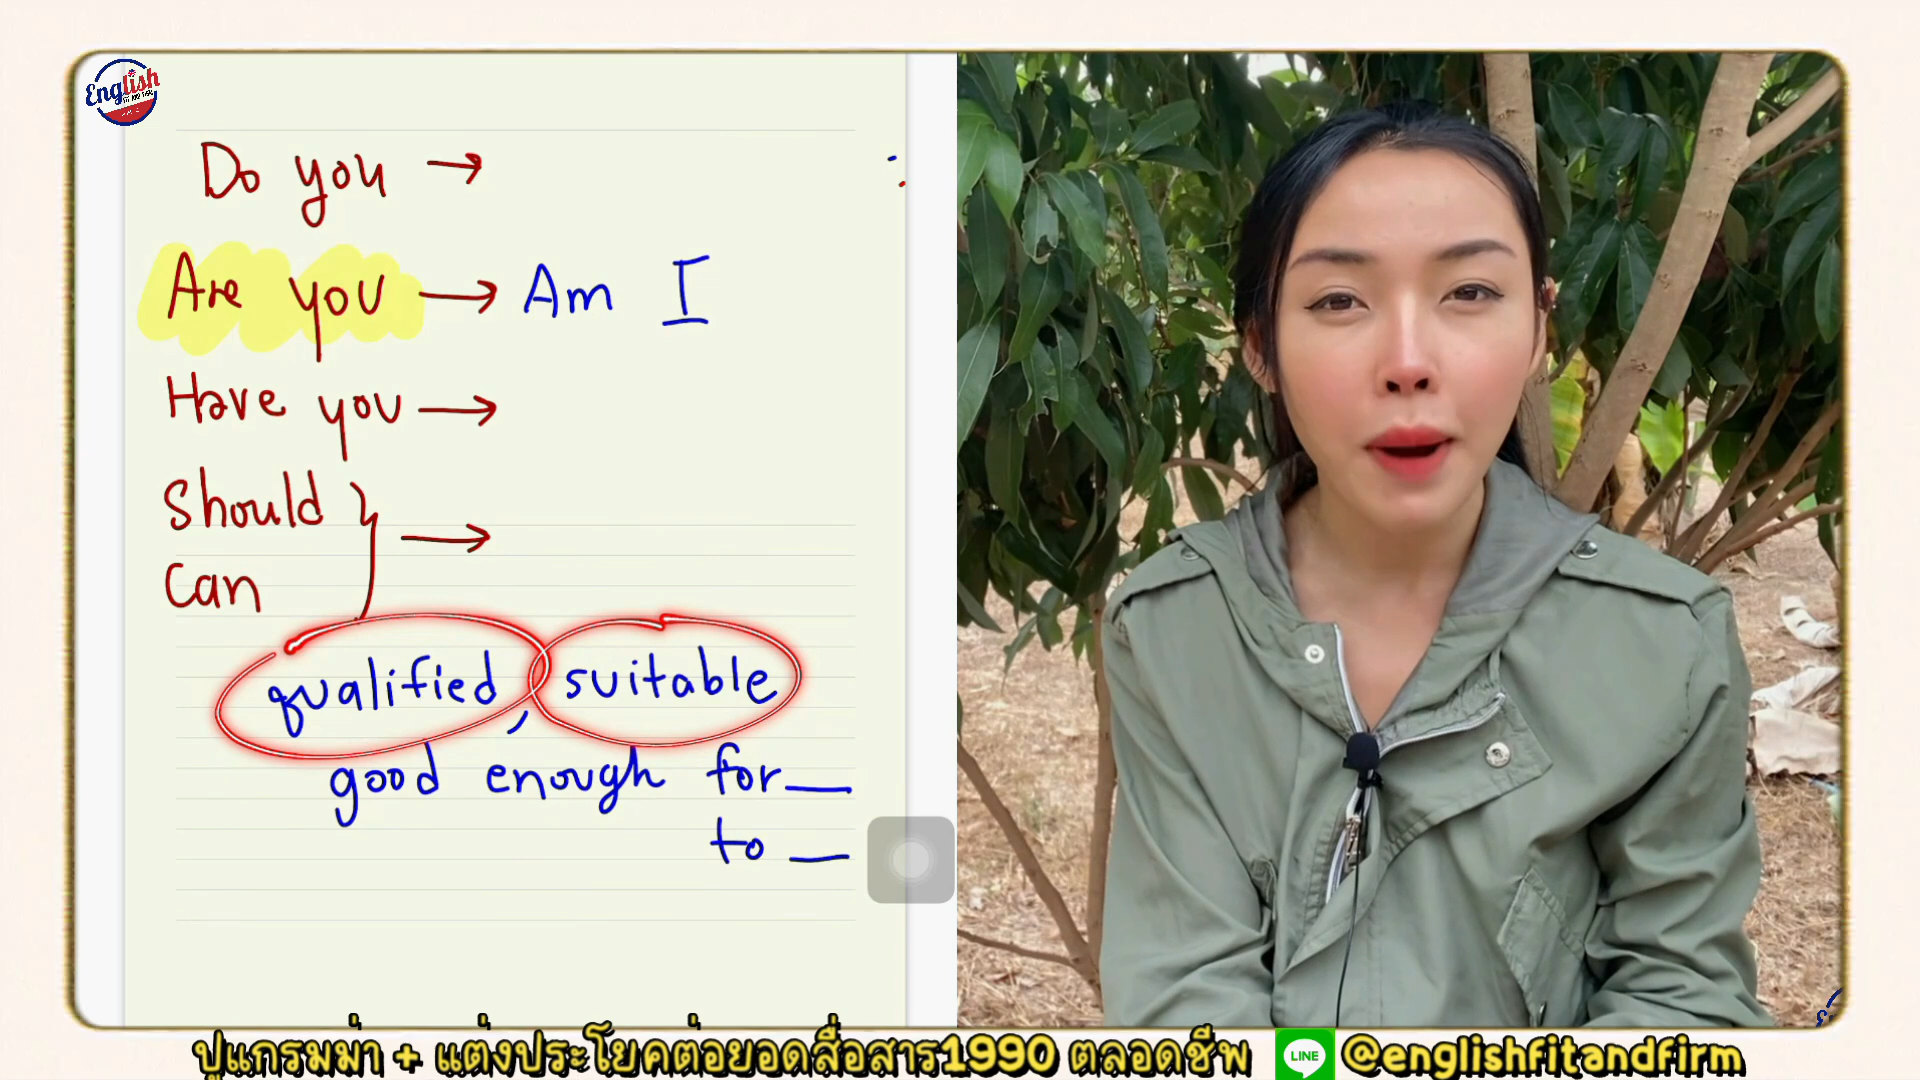 English
Do you →
Are you → Am I
Have you →
Should
Can
→
qualified, suitable
good enough for__
to __
ปูแกรมม่า + แต่งประโยคต่อยอดสื่อสาร1990 ตลอดชีพ
LINE @englishfitandfirm